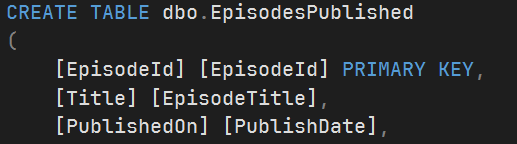 CREATE TABLE dbo.EpisodesPublished
(
[EpisodeId] [EpisodeId] PRIMARY KEY,
[Title] [EpisodeTitle],
[PublishedOn] [PublishDate],